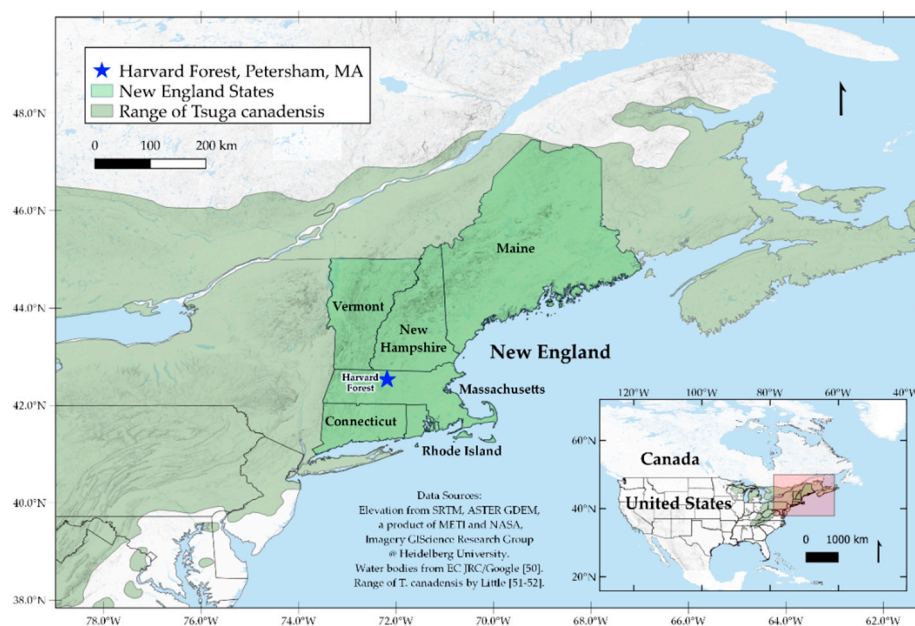 Harvard Forest, Petersham, MA
New England States
Range of Tsuga canadensis
0 100 200 km
48.0°N
46.0°N
44.0°N
42.0°N
40.0°N
38.0°N
Maine
Vermont
New
Hampshire
New England
Harvard
Forest
Massachusetts
Connecticut
Rhode Island
Data Sources:
Elevation from SRTM, ASTER GDEM,
a product of METI and NASA,
Imagery GIScience Research Group
@ Heidelberg University.
Water bodies from EC JRC/Google [50].
Range of T. canadensis by Little [51-52].
120°W 100°W 80°W 60°W 40°W
60°N
40°N
20°N
Canada
United States
0 1000 km
78.0°W 76.0°W 74.0°W 72.0°W 70.0°W 68.0°W 66.0°W 64.0°W 62.0°W